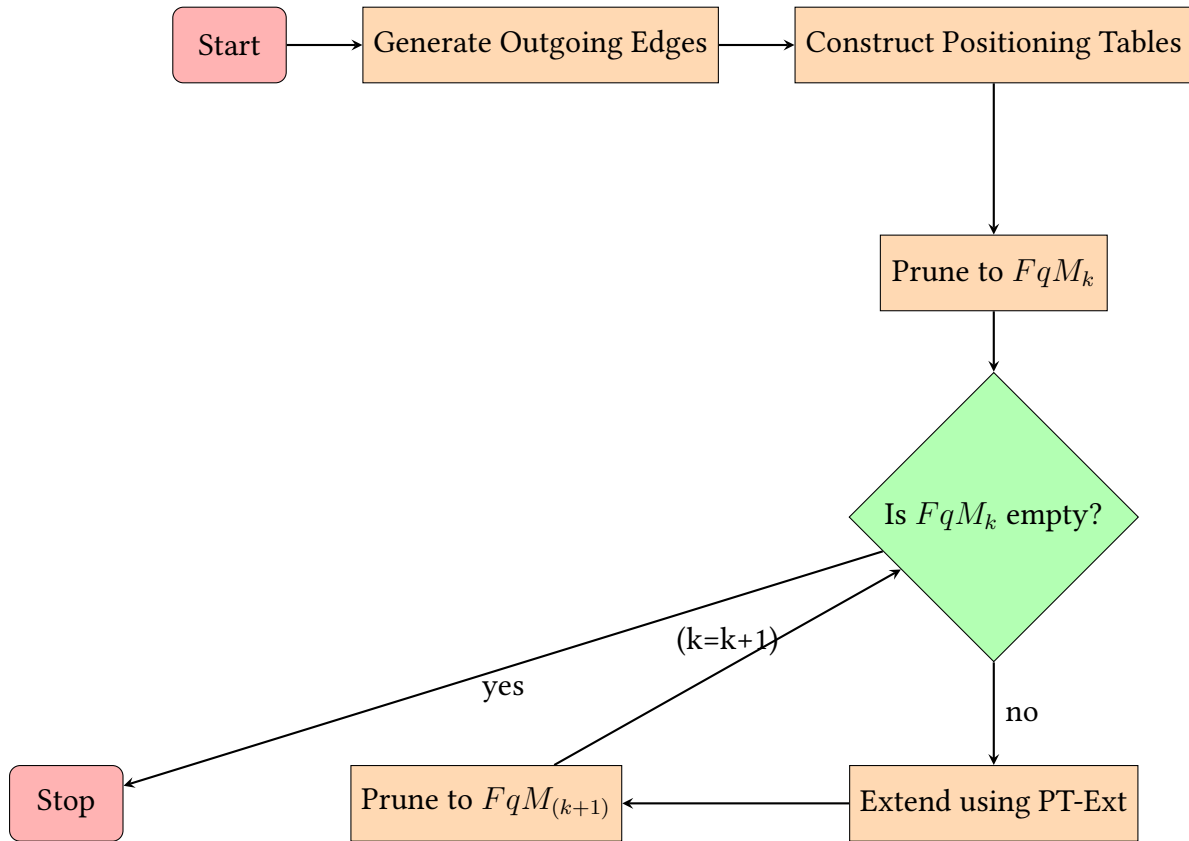 Start
Generate Outgoing Edges
Construct Positioning Tables
Prune to $FqM_k$
Is $FqM_k$ empty?
(k=k+1)
yes
no
Stop
Prune to $FqM_{(k+1)}$
Extend using PT-Ext